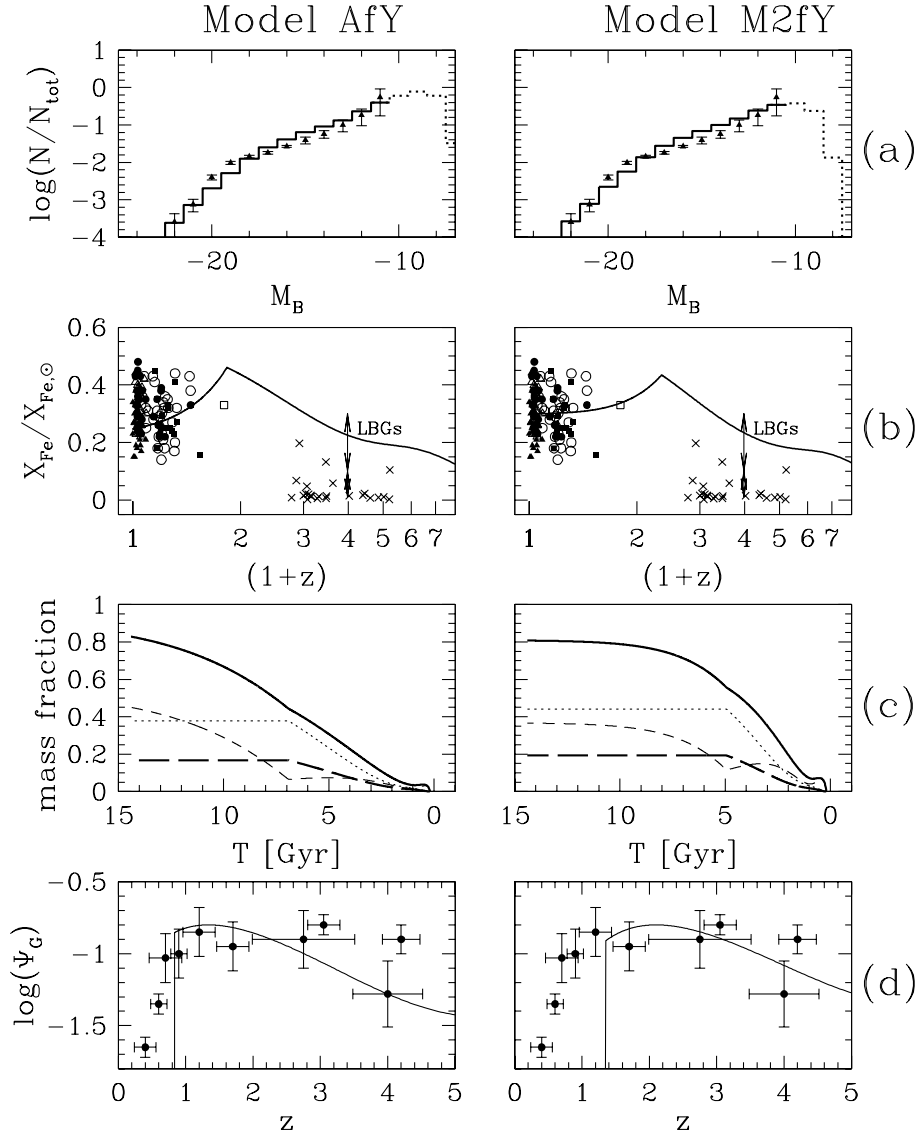 Model AfY Model M2fY
log(N/N_tot)
1 0 −1 −2 −3 −4
−20 −10 −20 −10
M_B M_B
(a)
X_Fe/X_Fe,⊙
0.6 0.4 0.2 0
LBGs LBGs
1 2 3 4 5 6 7 1 2 3 4 5 6 7
(1+z) (1+z)
(b)
mass fraction
1 0.8 0.6 0.4 0.2 0
15 10 5 0 15 10 5 0
T [Gyr] T [Gyr]
(c)
log(Ψ_G)
−0.5 −1 −1.5
0 1 2 3 4 5 0 1 2 3 4 5
z z
(d)